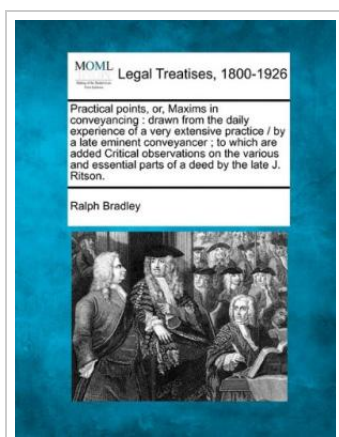 MOML
Legal Treatises, 1800-1926
Practical points, or, Maxims in
conveyancing : drawn from the daily
experience of a very extensive practice / by
a late eminent conveyancer ; to which are
added Critical observations on the various
and essential parts of a deed by the late J.
Ritson.
Ralph Bradley